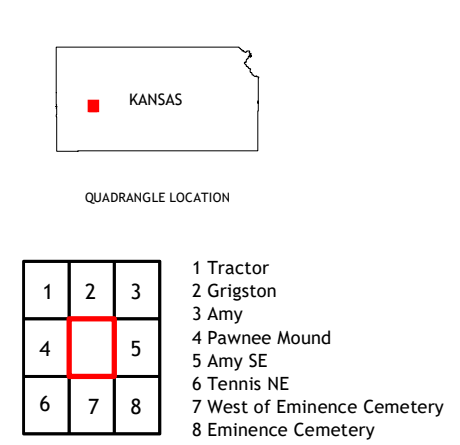 KANSAS
QUADRANGLE LOCATION
1 2 3
4 5
6 7 8
1 Tractor
2 Grigston
3 Amy
4 Pawnee Mound
5 Amy SE
6 Tennis NE
7 West of Eminence Cemetery
8 Eminence Cemetery